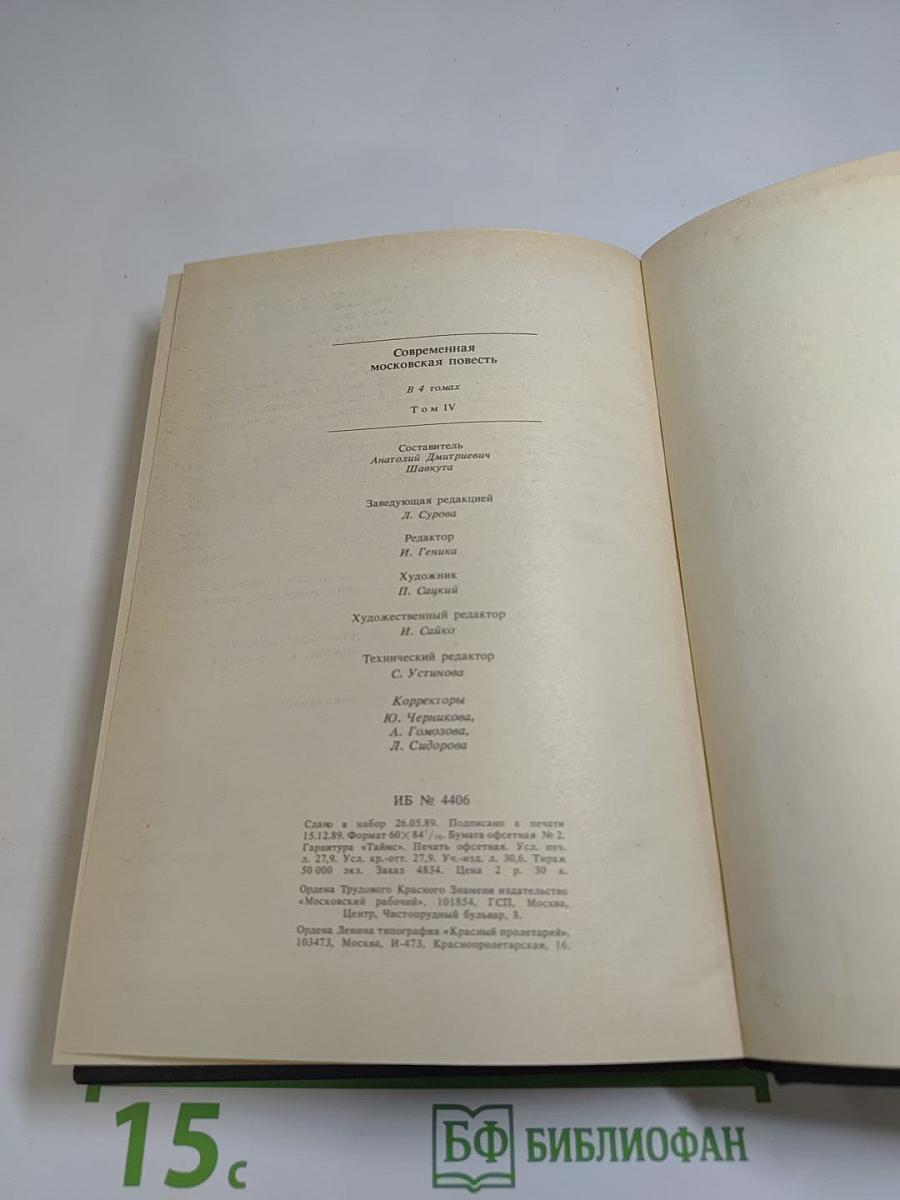 Современная
московская повесть
В 4 томах
Том IV
Составитель
Анатолий Дмитриевич
Шавкута
Заведующая редакцией
Л. Сурова
Редактор
И. Геника
Художник
П. Сацкий
Художественный редактор
И. Сайко
Технический редактор
С. Устинова
Корректоры
Ю. Черникова,
А. Гомозова,
Л. Сидорова
ИБ № 4406
Сдано в набор 26.05.89. Подписано к печати
15.12.89. Формат 60×84¹/₁₆. Бумага офсетная № 2.
Гарнитура «Таймс». Печать офсетная. Усл. печ.
л. 27,9. Усл. кр.-отт. 27,9. Уч.-изд. л. 30,6. Тираж
50 000 экз. Заказ 4834. Цена 2 р. 30 к.
Ордена Трудового Красного Знамени издательство
«Московский рабочий», 101854, ГСП, Москва,
Центр, Чистопрудный бульвар, 8.
Ордена Ленина типография «Красный пролетарий»,
103473, Москва, И-473, Краснопролетарская, 16.
15 с
БФ БИБЛИОФАН